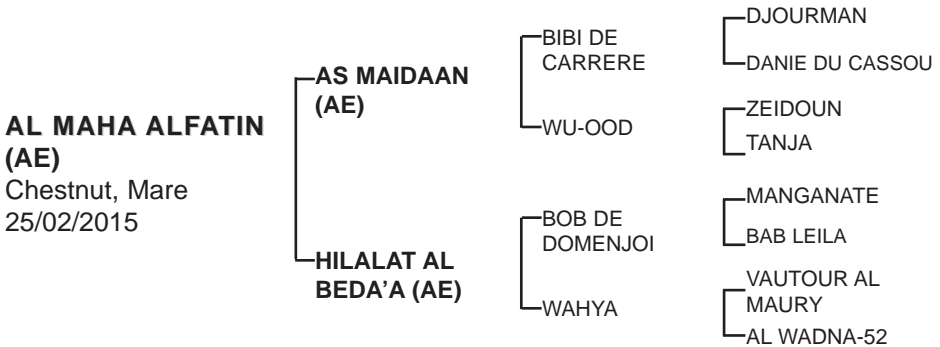 AL MAHA ALFATIN
(AE)
Chestnut, Mare
25/02/2015
AS MAIDAAN
(AE)
HILALAT AL
BEDA'A (AE)
BIBI DE
CARRERE
WU-OOD
BOB DE
DOMENJOI
WAHYA
DJOURMAN
DANIE DU CASSOU
ZEIDOUN
TANJA
MANGANATE
BAB LEILA
VAUTOUR AL
MAURY
AL WADNA-52